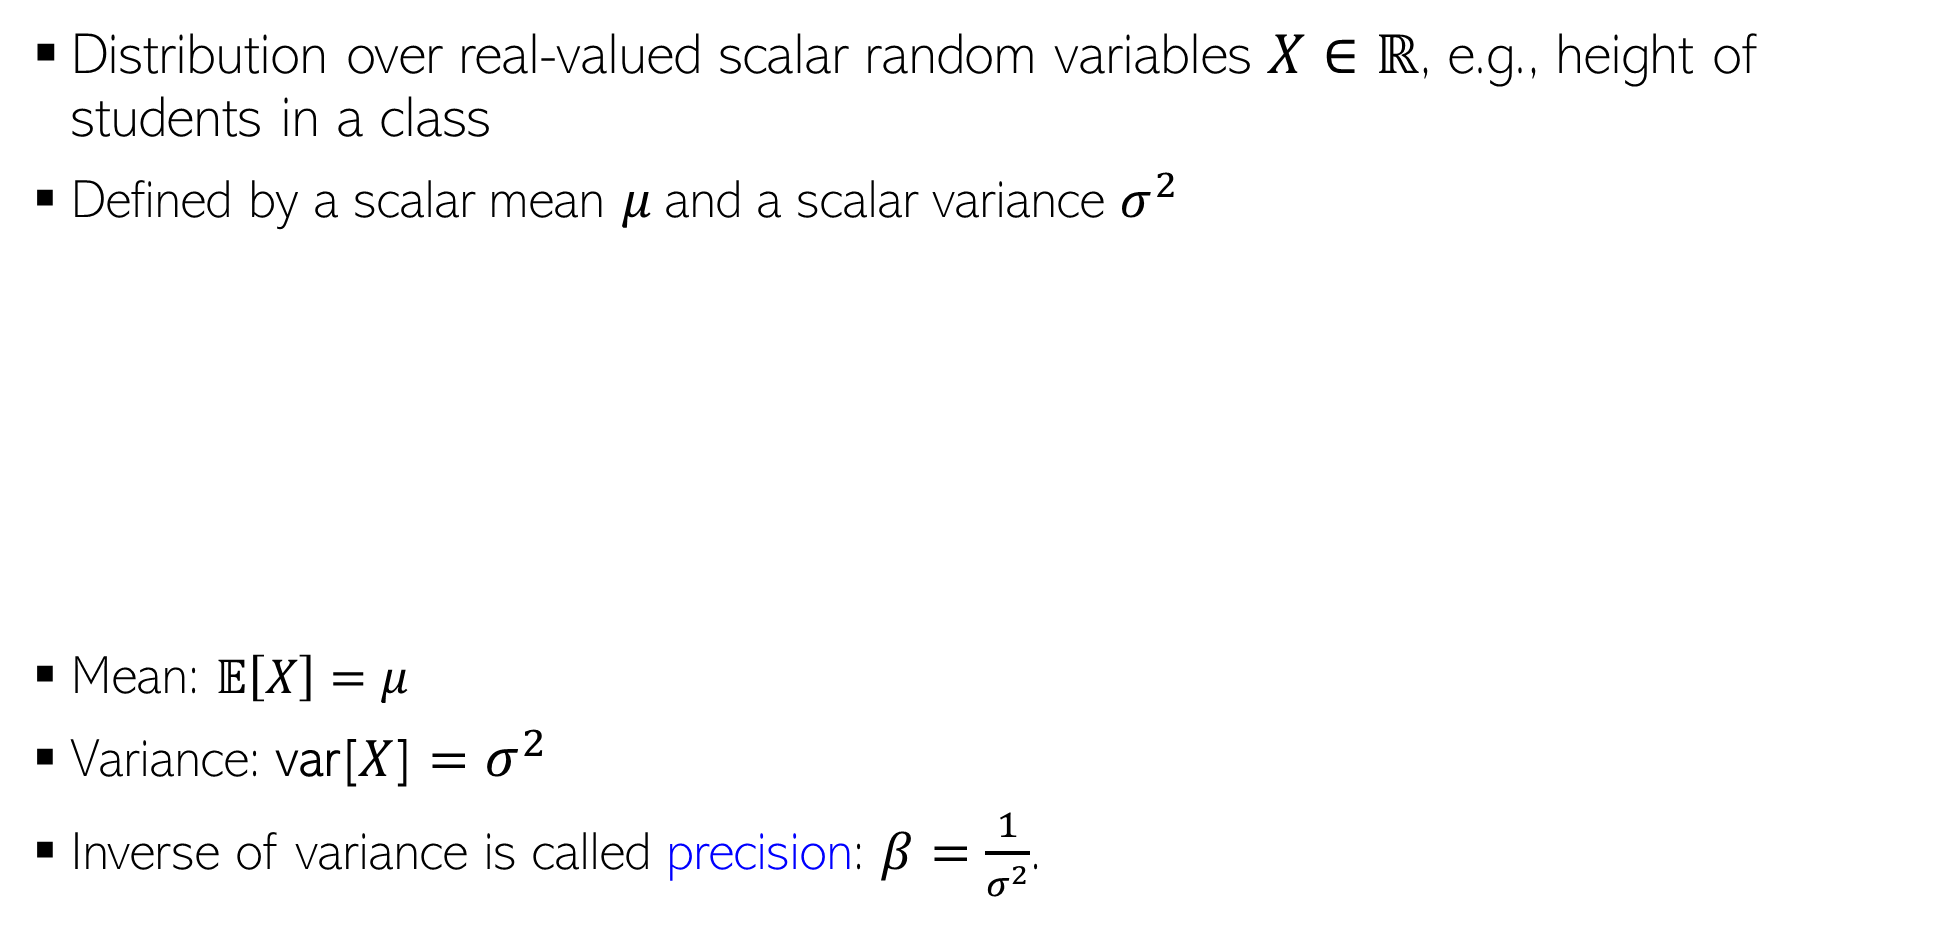 ▪ Distribution over real-valued scalar random variables X ∈ ℝ, e.g., height of
students in a class
▪ Defined by a scalar mean μ and a scalar variance σ²
▪ Mean: 𝔼[X] = μ
▪ Variance: var[X] = σ²
▪ Inverse of variance is called precision: β = 1/σ².